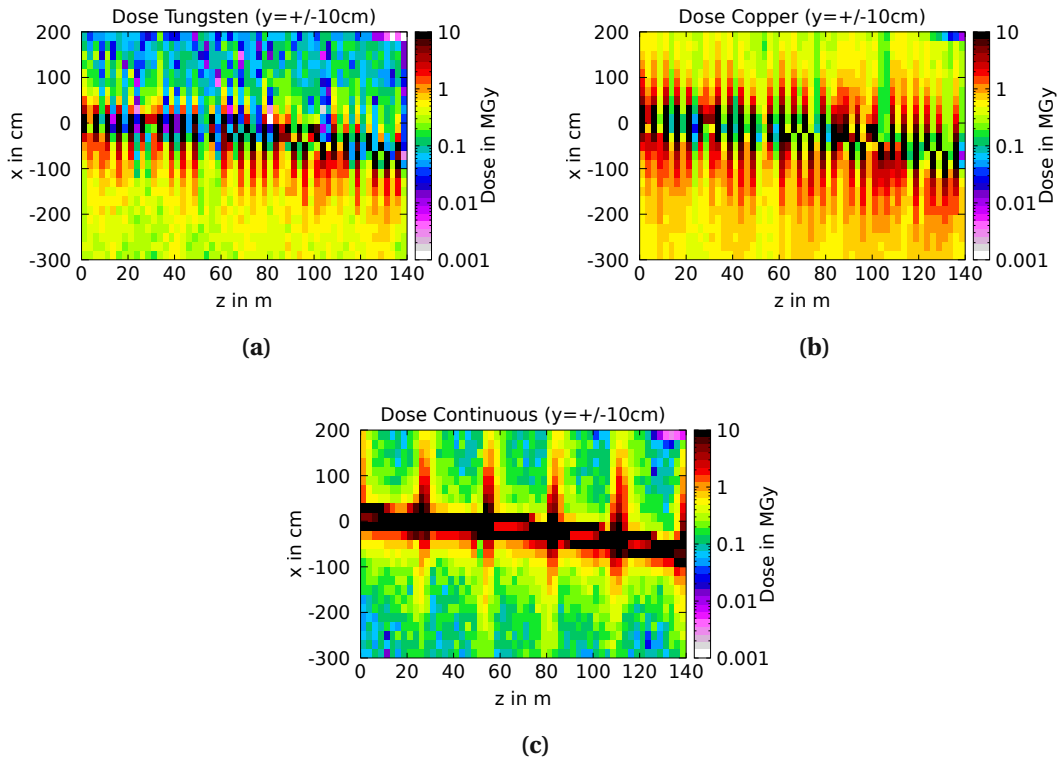 Dose Tungsten (y=+/-10cm)
200
100
0
-100
-200
-300
x in cm
0 20 40 60 80 100 120 140
z in m
10
1
0.1
0.01
0.001
Dose in MGy
(a)
Dose Copper (y=+/-10cm)
200
100
0
-100
-200
-300
x in cm
0 20 40 60 80 100 120 140
z in m
10
1
0.1
0.01
0.001
Dose in MGy
(b)
Dose Continuous (y=+/-10cm)
200
100
0
-100
-200
-300
x in cm
0 20 40 60 80 100 120 140
z in m
10
1
0.1
0.01
0.001
Dose in MGy
(c)